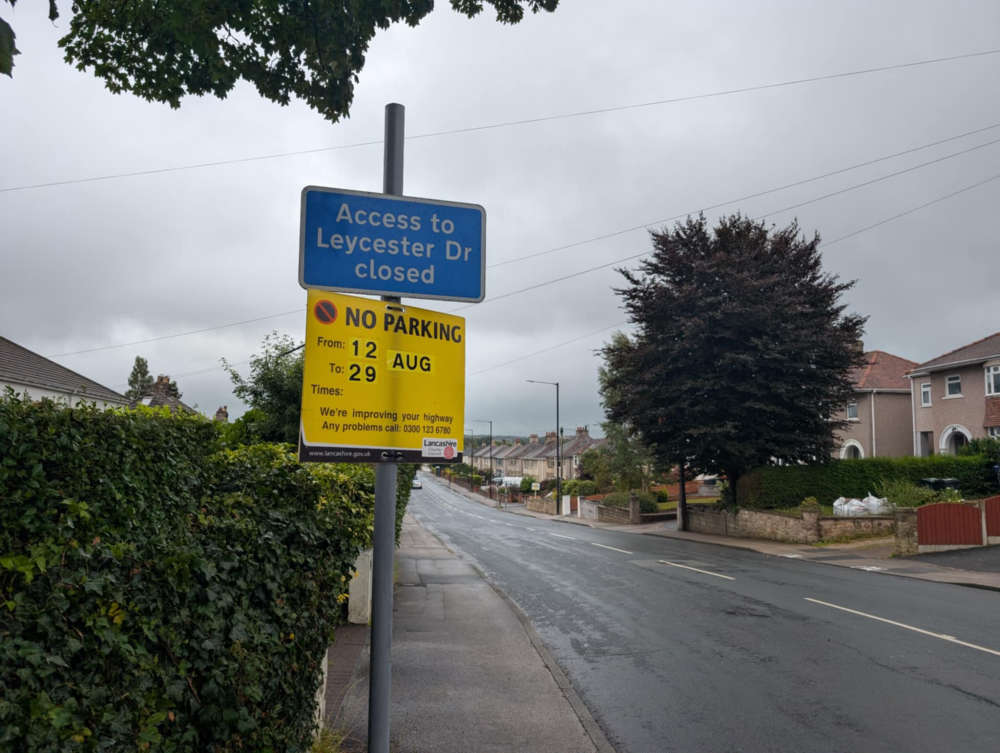 Access to
Leycester Dr
closed
NO PARKING
From: 12 AUG
To: 29
Times:
We're improving your highway
Any problems call: 0300 123 6780
Lancashire
www.lancashire.gov.uk